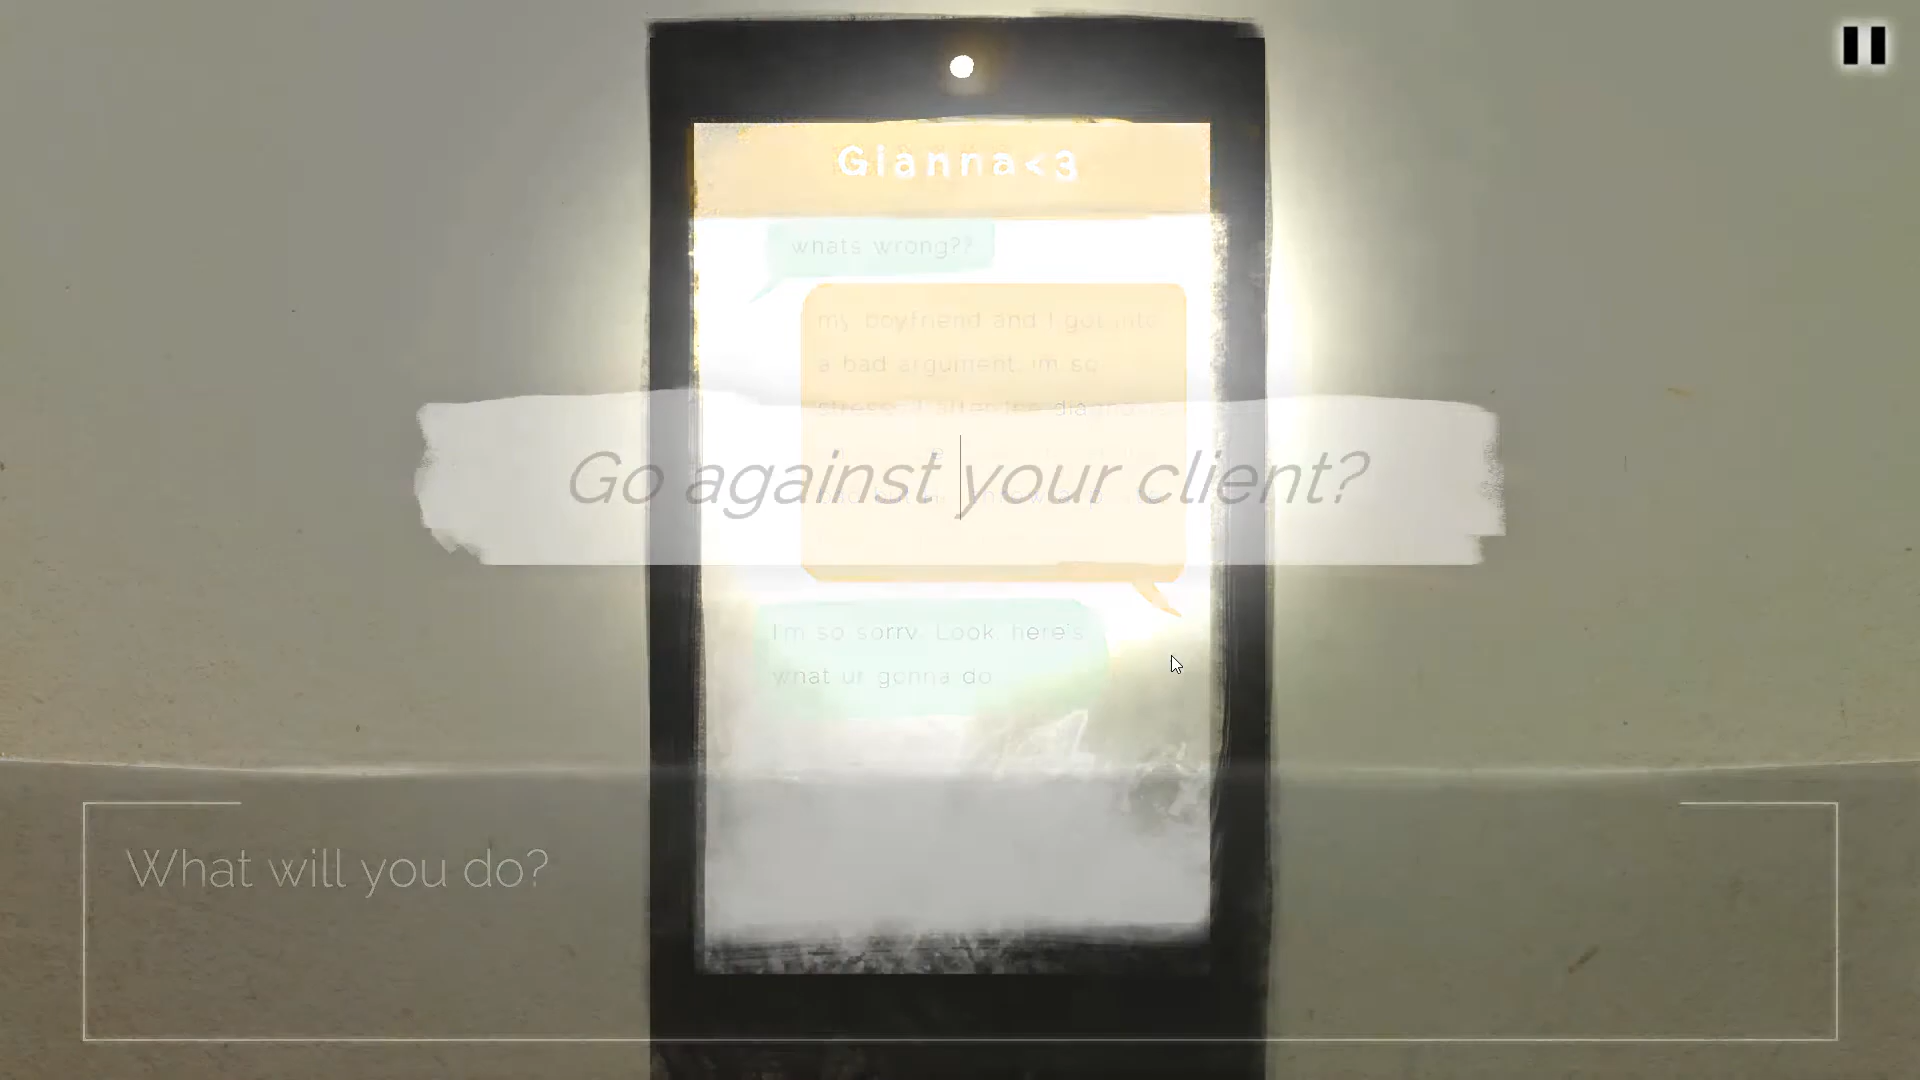 Gianna<3
whats wrong??
my boyfriend and I got into
a bad argument. im so
diagnosis
Go against your client?
I'm so sorry. Look, here's
what ur gonna do
What will you do?